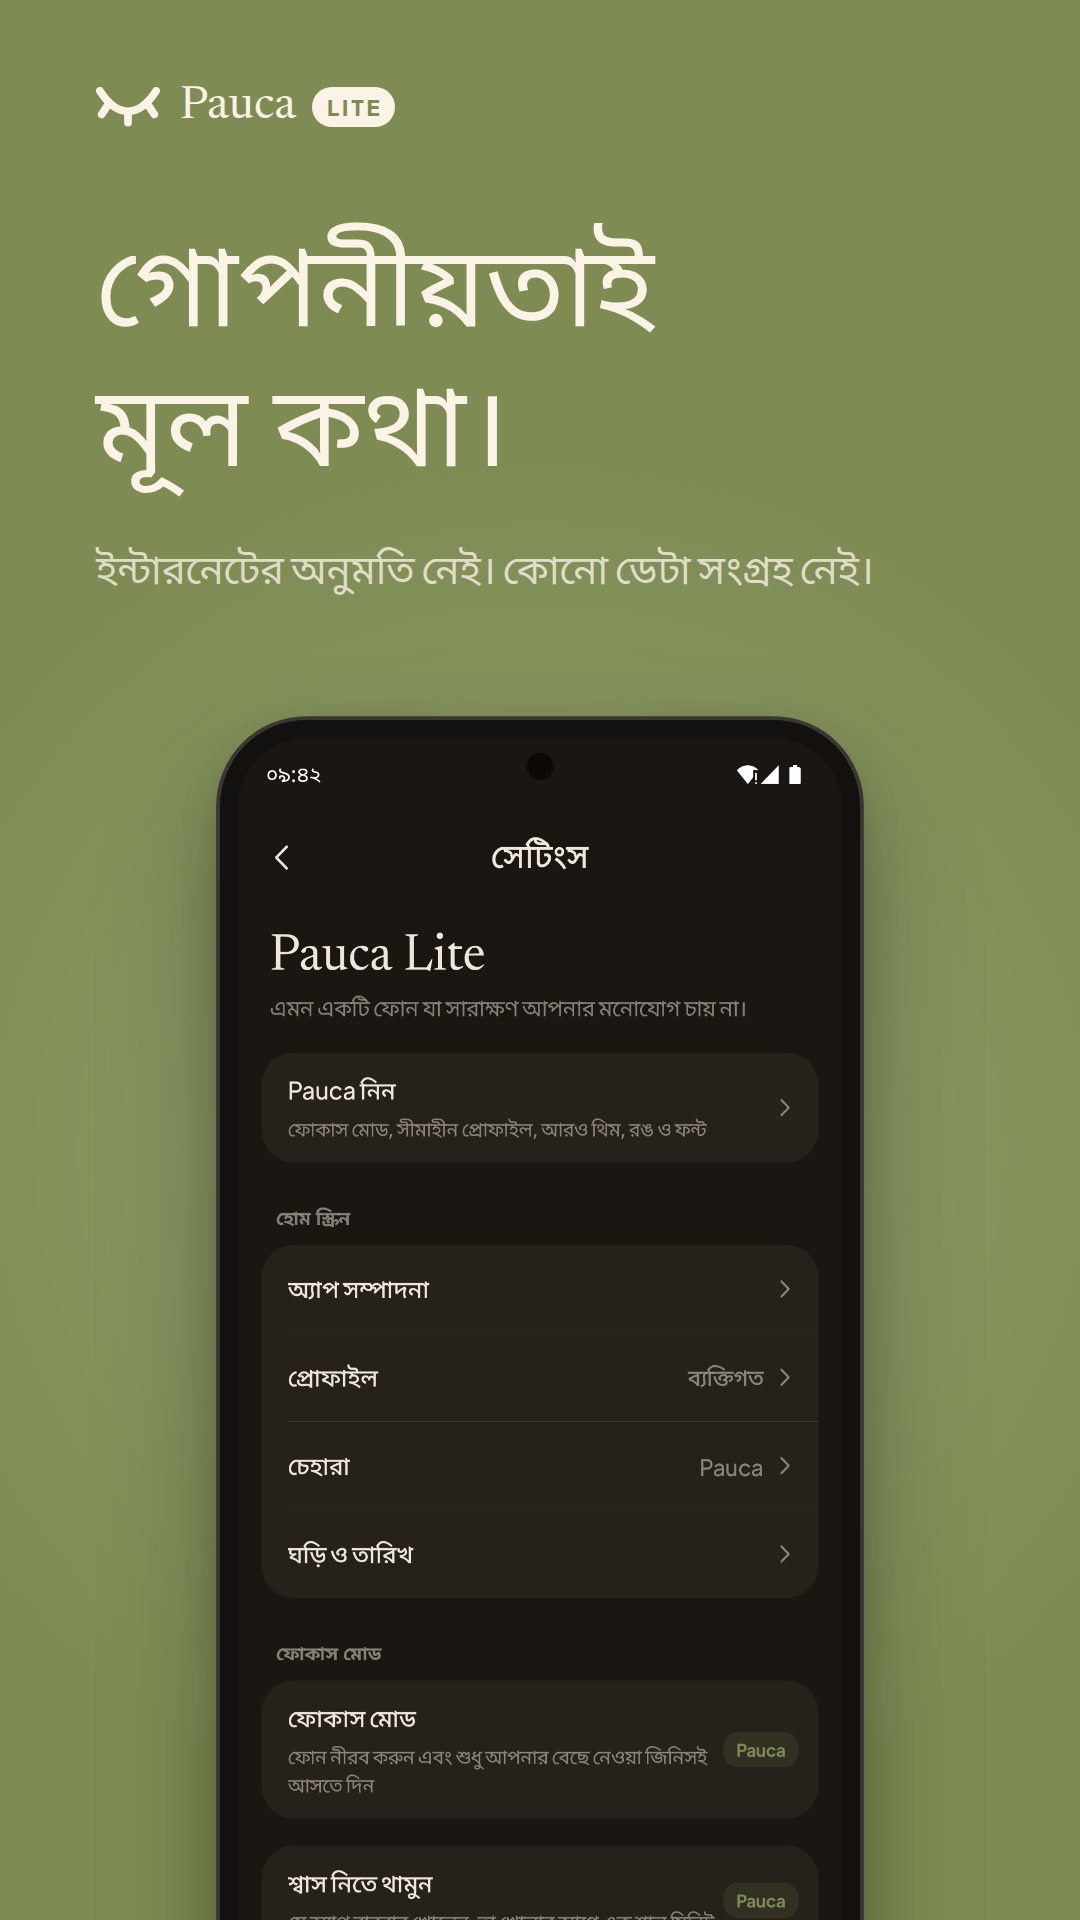 Pauca LITE
গোপনীয়তাই
মূল কথা।
ইন্টারনেটের অনুমতি নেই। কোনো ডেটা সংগ্রহ নেই।
০৯:৪২
সেটিংস
Pauca Lite
এমন একটি ফোন যা সারাক্ষণ আপনার মনোযোগ চায় না।
Pauca নিন
ফোকাস মোড, সীমাহীন প্রোফাইল, আরও থিম, রঙ ও ফন্ট
হোম স্ক্রিন
অ্যাপ সম্পাদনা
প্রোফাইল ব্যক্তিগত
চেহারা Pauca
ঘড়ি ও তারিখ
ফোকাস মোড
ফোকাস মোড
ফোন নীরব করুন এবং শুধু আপনার বেছে নেওয়া জিনিসই
আসতে দিন
Pauca
শ্বাস নিতে থামুন
Pauca